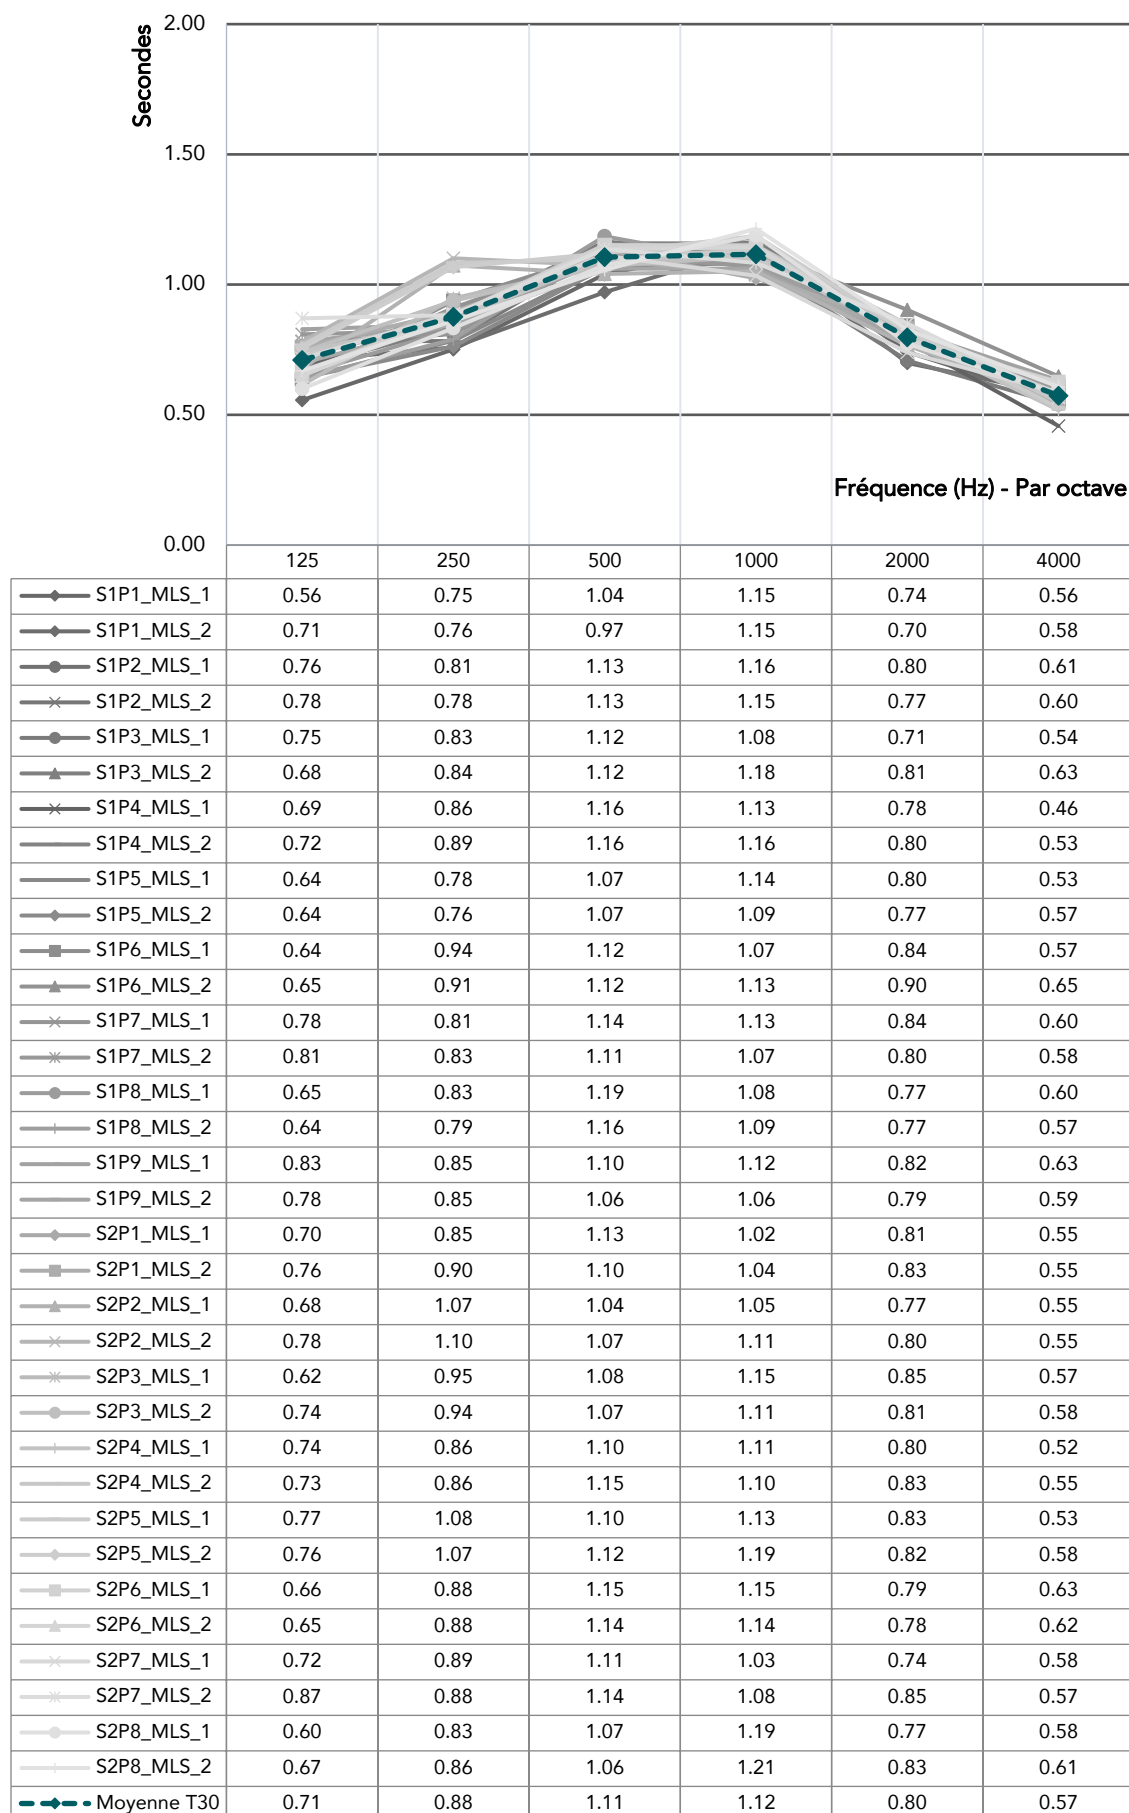 Secondes
2.00
1.50
1.00
0.50
0.00
Fréquence (Hz) - Par octave
125 250 500 1000 2000 4000
S1P1_MLS_1 0.56 0.75 1.04 1.15 0.74 0.56
S1P1_MLS_2 0.71 0.76 0.97 1.15 0.70 0.58
S1P2_MLS_1 0.76 0.81 1.13 1.16 0.80 0.61
S1P2_MLS_2 0.78 0.78 1.13 1.15 0.77 0.60
S1P3_MLS_1 0.75 0.83 1.12 1.08 0.71 0.54
S1P3_MLS_2 0.68 0.84 1.12 1.18 0.81 0.63
S1P4_MLS_1 0.69 0.86 1.16 1.13 0.78 0.46
S1P4_MLS_2 0.72 0.89 1.16 1.16 0.80 0.53
S1P5_MLS_1 0.64 0.78 1.07 1.14 0.80 0.53
S1P5_MLS_2 0.64 0.76 1.07 1.09 0.77 0.57
S1P6_MLS_1 0.64 0.94 1.12 1.07 0.84 0.57
S1P6_MLS_2 0.65 0.91 1.12 1.13 0.90 0.65
S1P7_MLS_1 0.78 0.81 1.14 1.13 0.84 0.60
S1P7_MLS_2 0.81 0.83 1.11 1.07 0.80 0.58
S1P8_MLS_1 0.65 0.83 1.19 1.08 0.77 0.60
S1P8_MLS_2 0.64 0.79 1.16 1.09 0.77 0.57
S1P9_MLS_1 0.83 0.85 1.10 1.12 0.82 0.63
S1P9_MLS_2 0.78 0.85 1.06 1.06 0.79 0.59
S2P1_MLS_1 0.70 0.85 1.13 1.02 0.81 0.55
S2P1_MLS_2 0.76 0.90 1.10 1.04 0.83 0.55
S2P2_MLS_1 0.68 1.07 1.04 1.05 0.77 0.55
S2P2_MLS_2 0.78 1.10 1.07 1.11 0.80 0.55
S2P3_MLS_1 0.62 0.95 1.08 1.15 0.85 0.57
S2P3_MLS_2 0.74 0.94 1.07 1.11 0.81 0.58
S2P4_MLS_1 0.74 0.86 1.10 1.11 0.80 0.52
S2P4_MLS_2 0.73 0.86 1.15 1.10 0.83 0.55
S2P5_MLS_1 0.77 1.08 1.10 1.13 0.83 0.53
S2P5_MLS_2 0.76 1.07 1.12 1.19 0.82 0.58
S2P6_MLS_1 0.66 0.88 1.15 1.15 0.79 0.63
S2P6_MLS_2 0.65 0.88 1.14 1.14 0.78 0.62
S2P7_MLS_1 0.72 0.89 1.11 1.03 0.74 0.58
S2P7_MLS_2 0.87 0.88 1.14 1.08 0.85 0.57
S2P8_MLS_1 0.60 0.83 1.07 1.19 0.77 0.58
S2P8_MLS_2 0.67 0.86 1.06 1.21 0.83 0.61
Moyenne T30 0.71 0.88 1.11 1.12 0.80 0.57